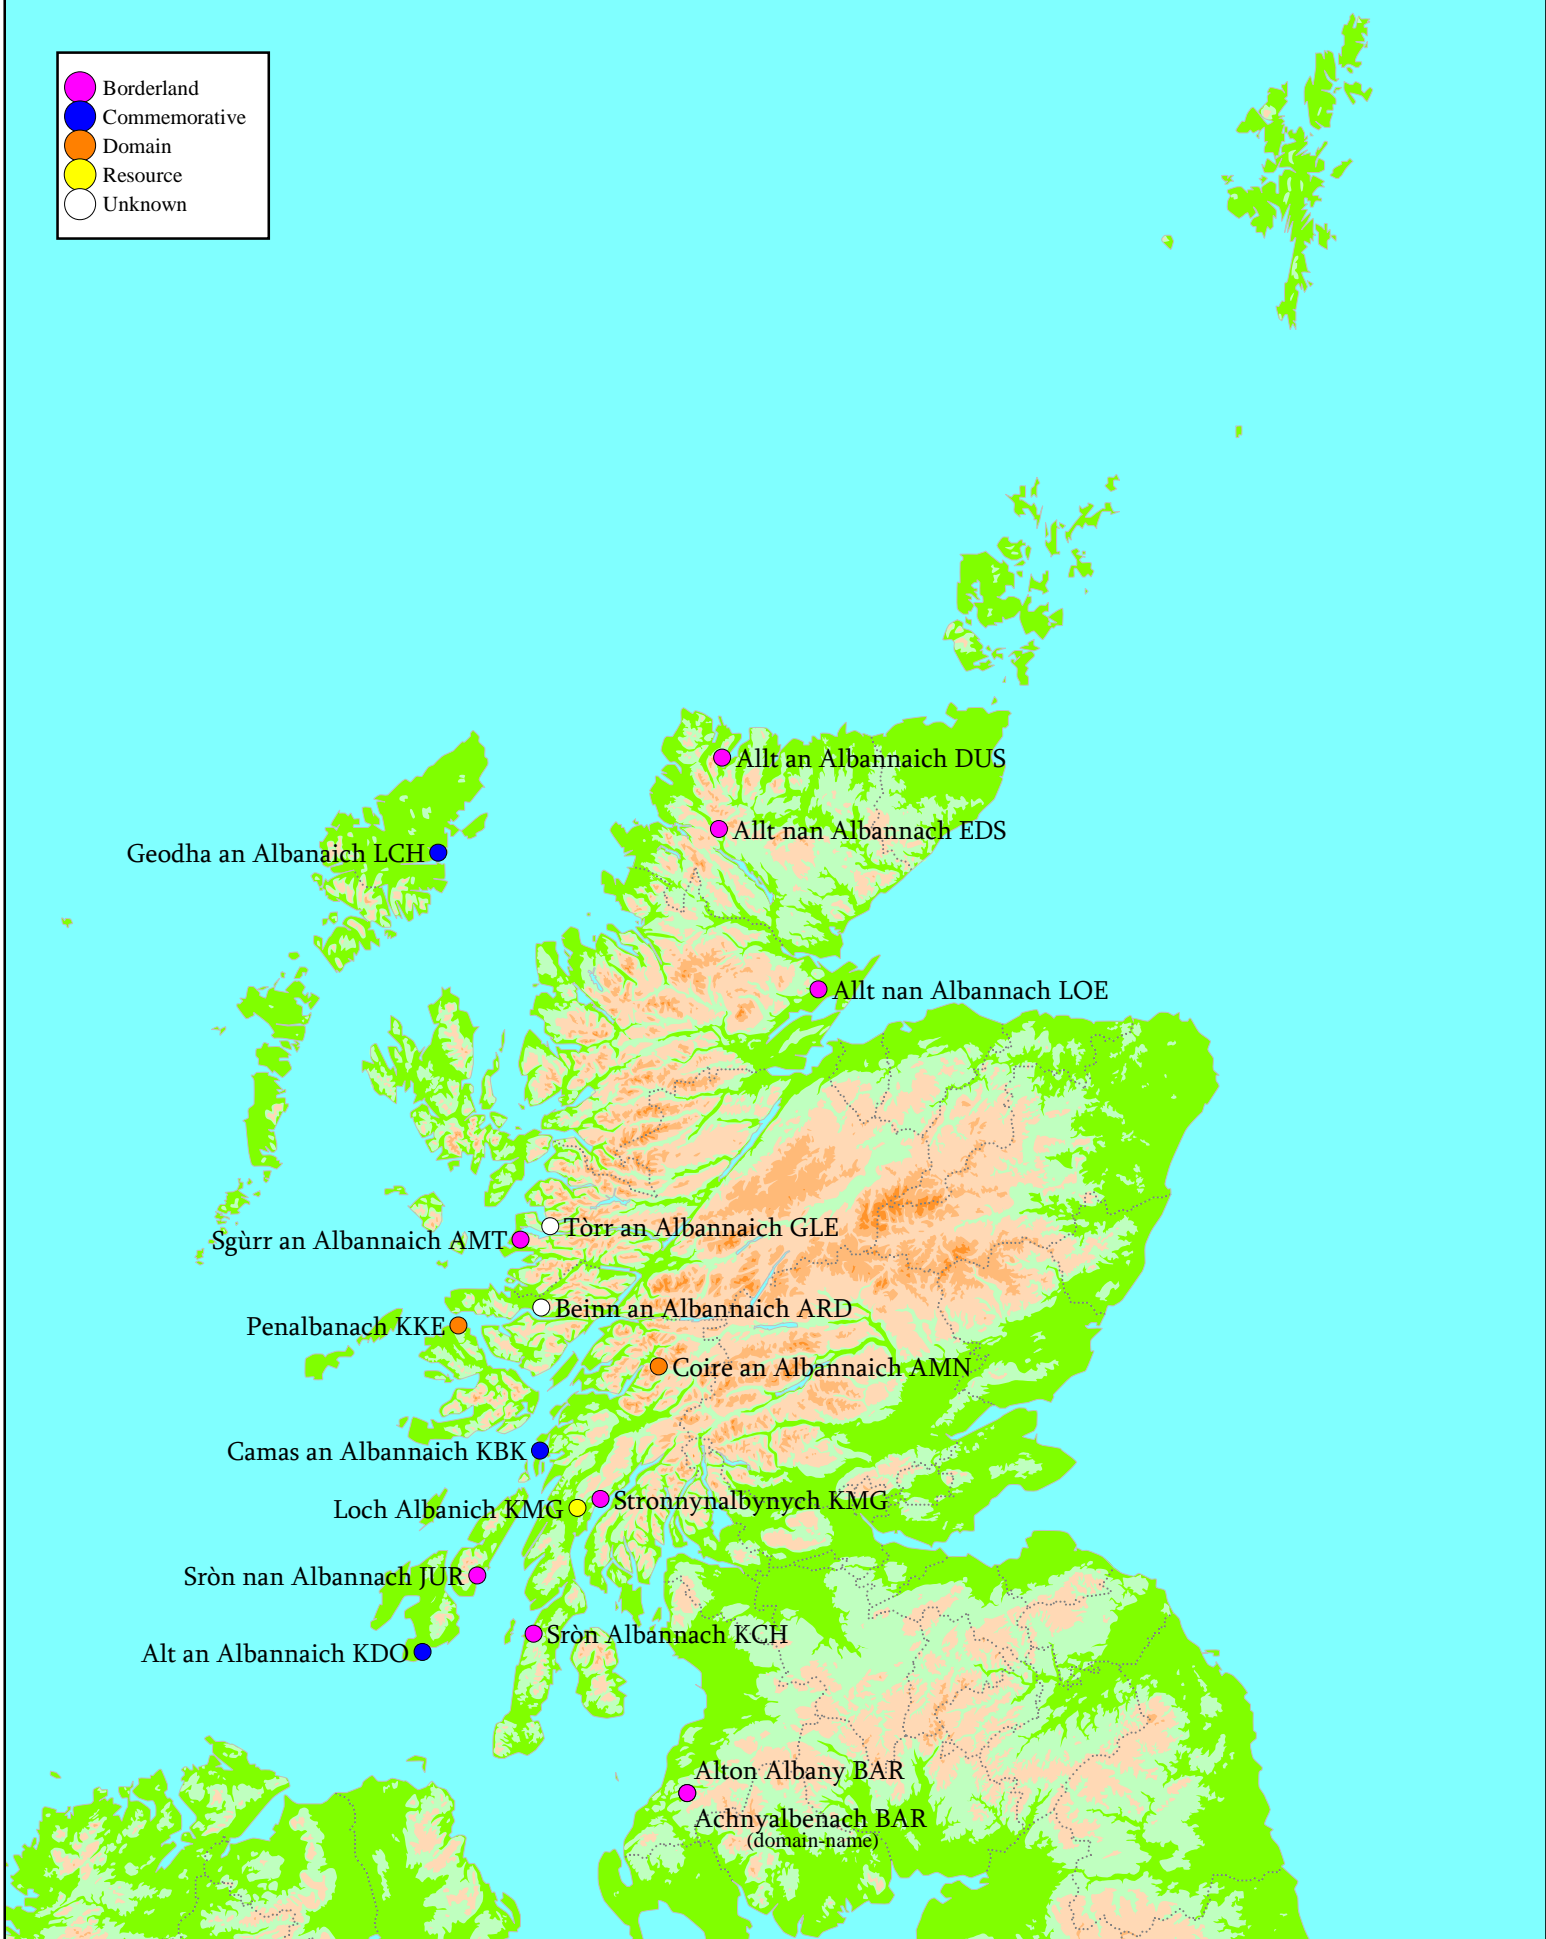 Borderland
Commemorative
Domain
Resource
Unknown
Allt an Albannaich DUS
Allt nan Albannach EDS
Geodha an Albanaich LCH
Allt nan Albannach LOE
Tòrr an Albannaich GLE
Sgùrr an Albannaich AMT
Beinn an Albannaich ARD
Penalbanach KKE
Coire an Albannaich AMN
Camas an Albannaich KBK
Stronnynalbynych KMG
Loch Albanich KMG
Sròn nan Albannach JUR
Sròn Albannach KCH
Alt an Albannaich KDO
Alton Albany BAR
Achnyalbenach BAR
(domain-name)